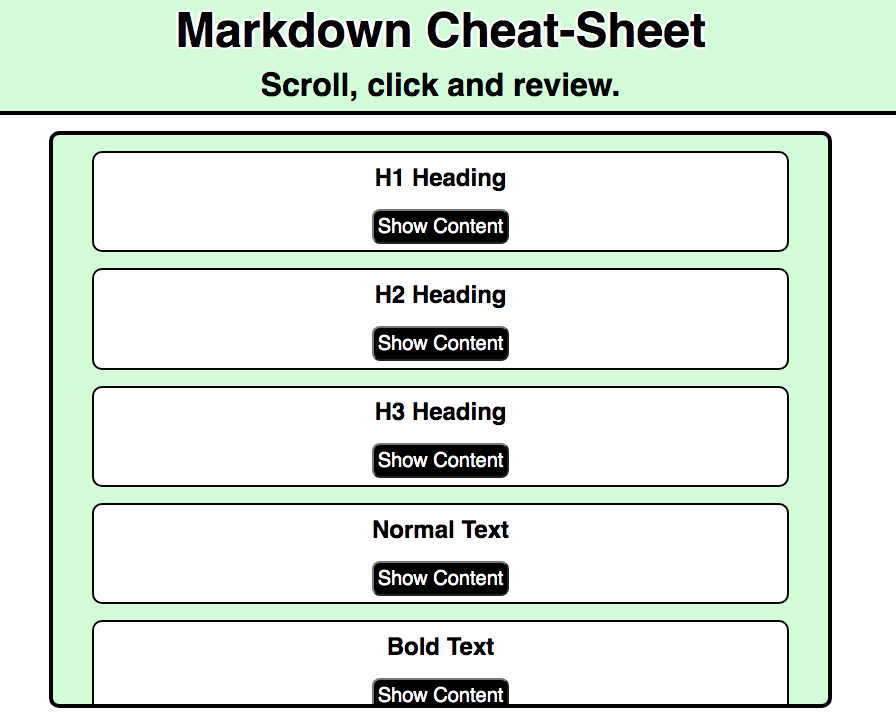 Markdown Cheat-Sheet
Scroll, click and review.
H1 Heading
Show Content
H2 Heading
Show Content
H3 Heading
Show Content
Normal Text
Show Content
Bold Text
Show Content